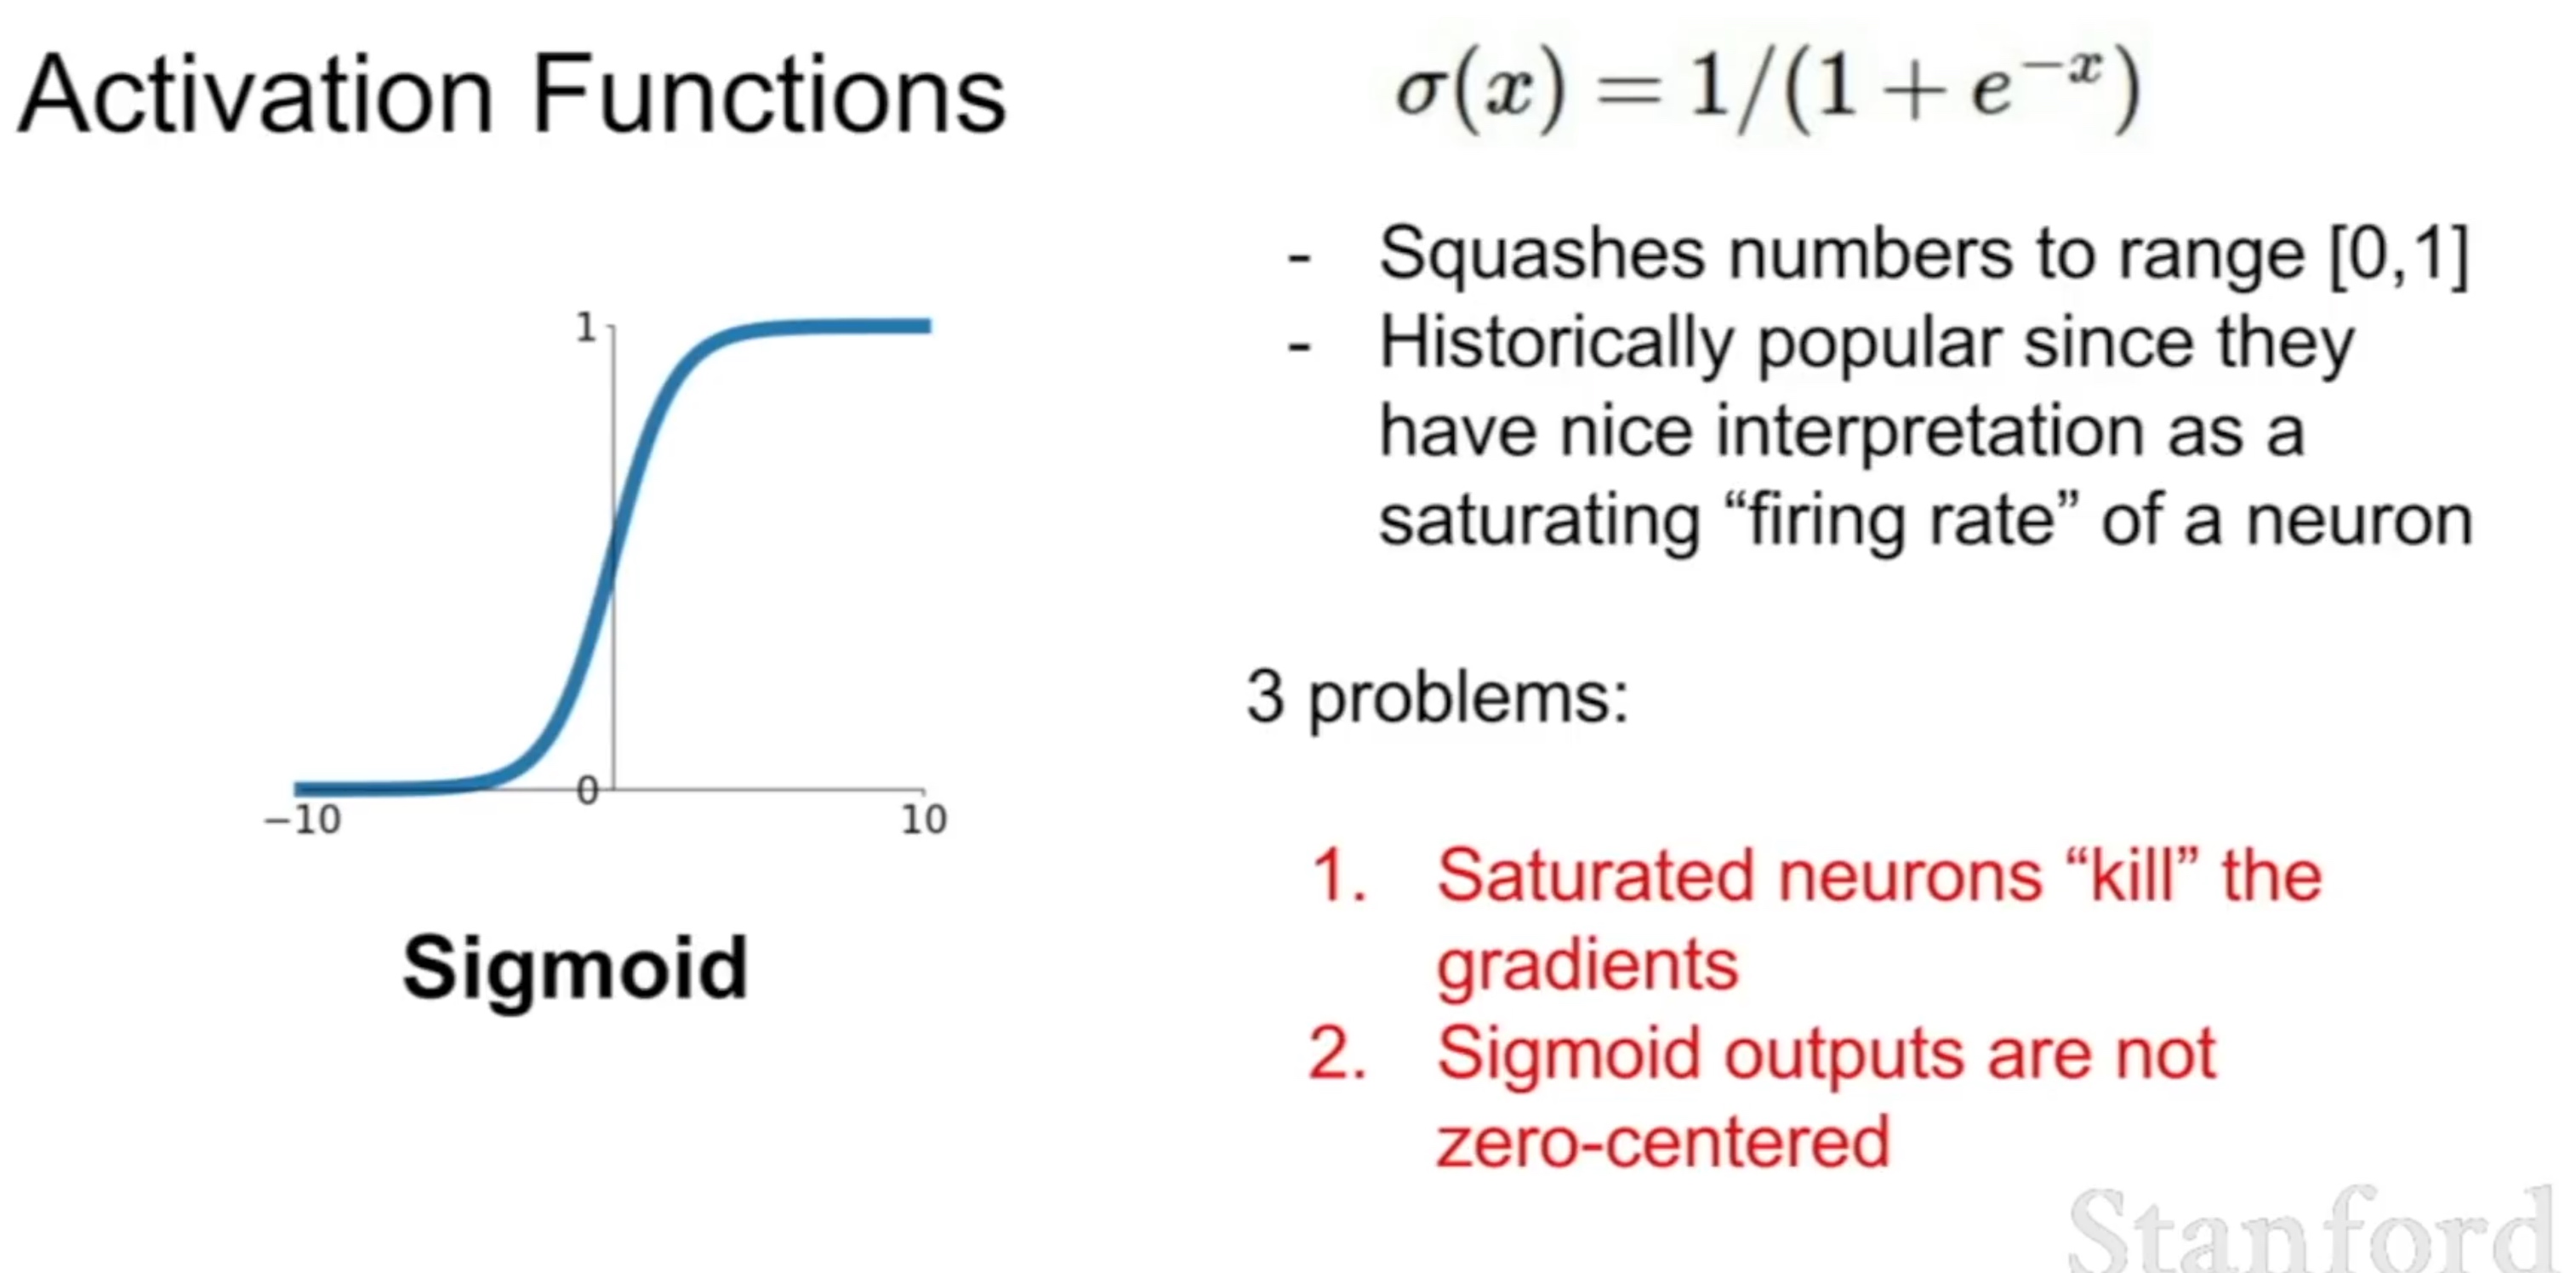 Activation Functions
σ(x) = 1/(1 + e^{-x})
- Squashes numbers to range [0,1]
- Historically popular since they
have nice interpretation as a
saturating “firing rate” of a neuron
1
0
−10
10
Sigmoid
3 problems:
1. Saturated neurons “kill” the
gradients
2. Sigmoid outputs are not
zero-centered
Stanford